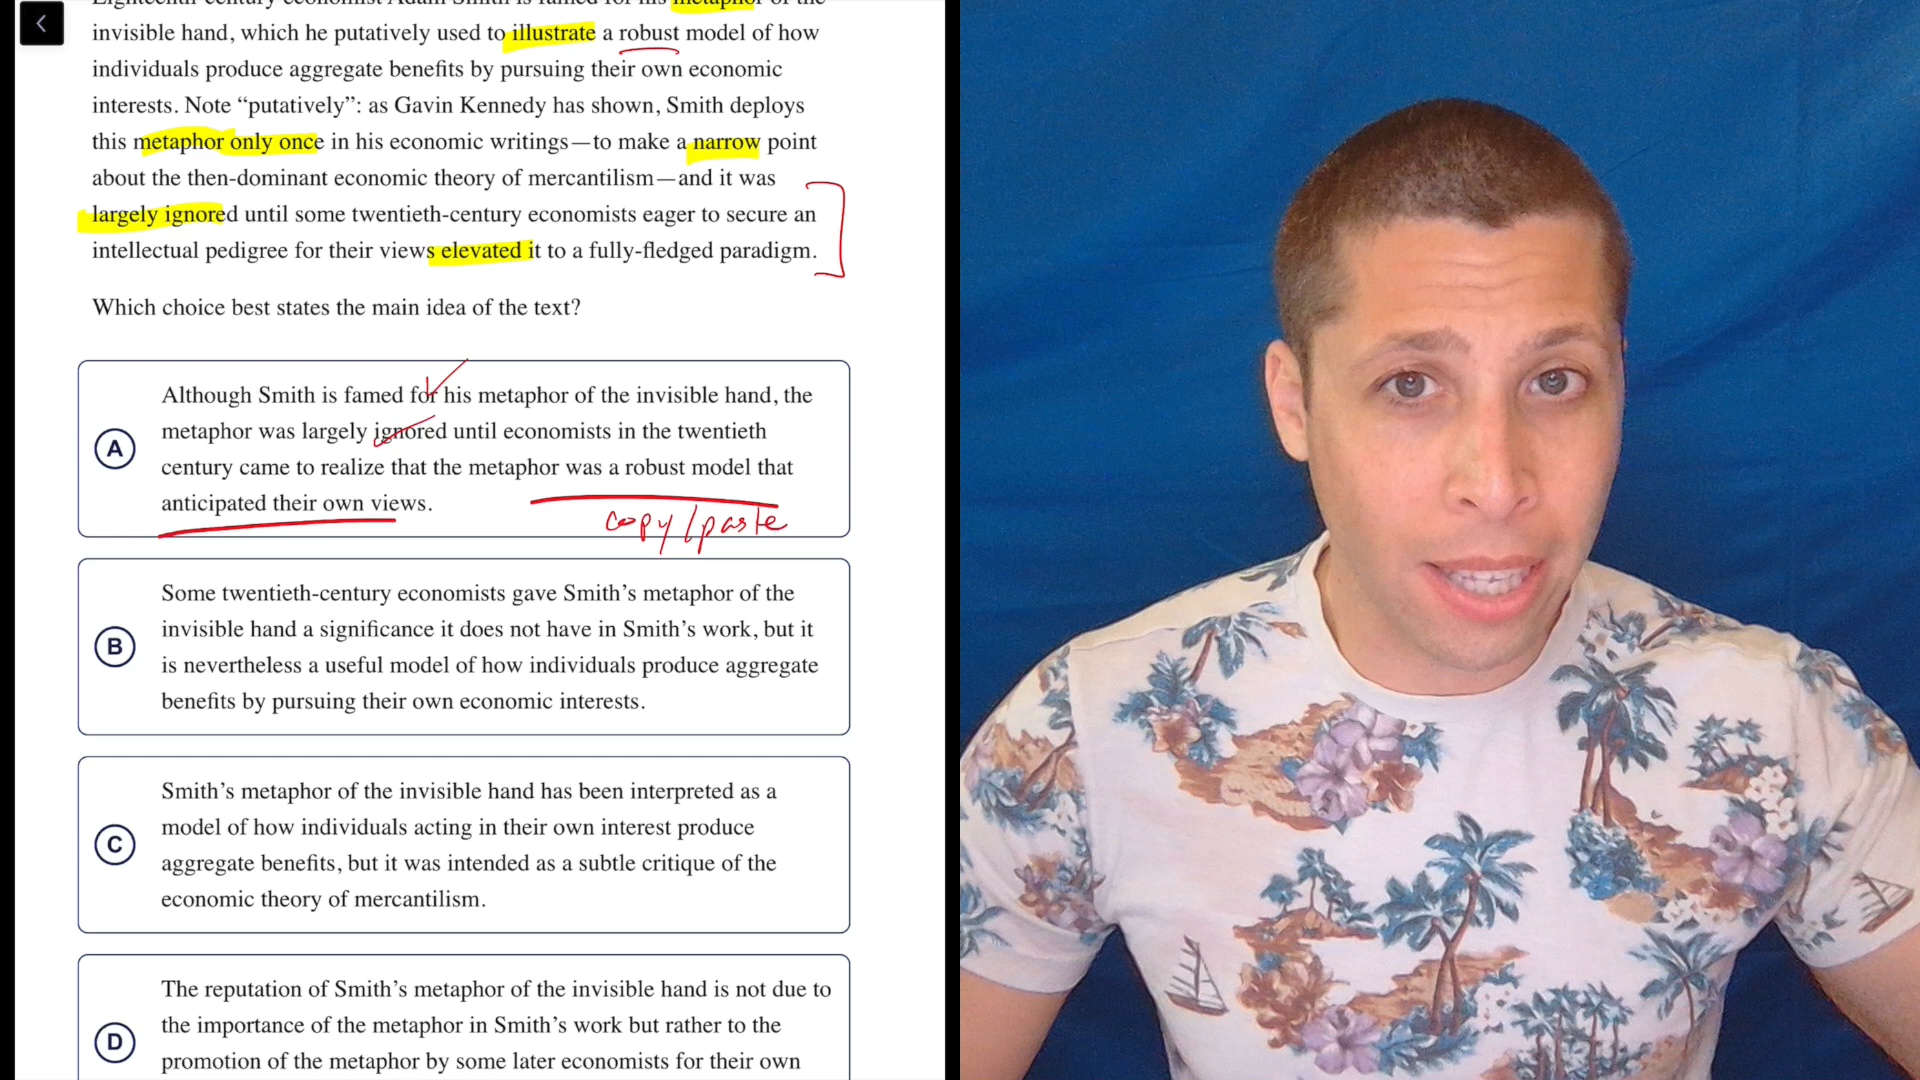 Eighteenth-century economist Adam Smith is famed for his metaphor of the
invisible hand, which he putatively used to illustrate a robust model of how
individuals produce aggregate benefits by pursuing their own economic
interests. Note “putatively”: as Gavin Kennedy has shown, Smith deploys
this metaphor only once in his economic writings—to make a narrow point
about the then-dominant economic theory of mercantilism—and it was
largely ignored until some twentieth-century economists eager to secure an
intellectual pedigree for their views elevated it to a fully-fledged paradigm.
Which choice best states the main idea of the text?
A
Although Smith is famed for his metaphor of the invisible hand, the
metaphor was largely ignored until economists in the twentieth
century came to realize that the metaphor was a robust model that
anticipated their own views.
copy/paste
B
Some twentieth-century economists gave Smith’s metaphor of the
invisible hand a significance it does not have in Smith’s work, but it
is nevertheless a useful model of how individuals produce aggregate
benefits by pursuing their own economic interests.
C
Smith’s metaphor of the invisible hand has been interpreted as a
model of how individuals acting in their own interest produce
aggregate benefits, but it was intended as a subtle critique of the
economic theory of mercantilism.
D
The reputation of Smith’s metaphor of the invisible hand is not due to
the importance of the metaphor in Smith’s work but rather to the
promotion of the metaphor by some later economists for their own